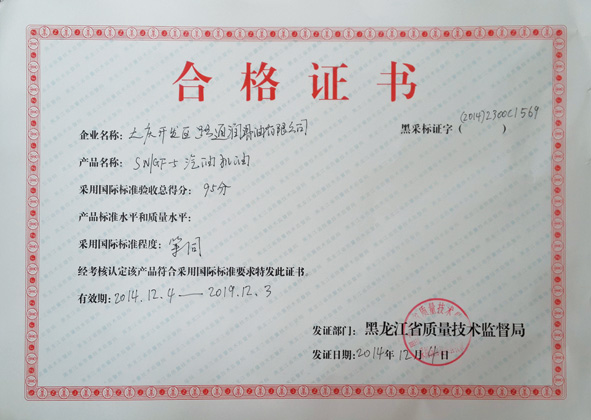 合格证书
(2014)2300C1569
企业名称：大庆开发区路通润滑油有限公司
黑采标证字（ ）
产品名称：SN/GF-5 汽油机油
采用国际标准验收总得分：95分
产品标准水平和质量水平：
采用国际标准程度：等同
经考核认定该产品符合采用国际标准要求特发此证书
有效期：2014.12.4—2019.12.3
发证部门：黑龙江省质量技术监督局
发证日期：2014年12月4日